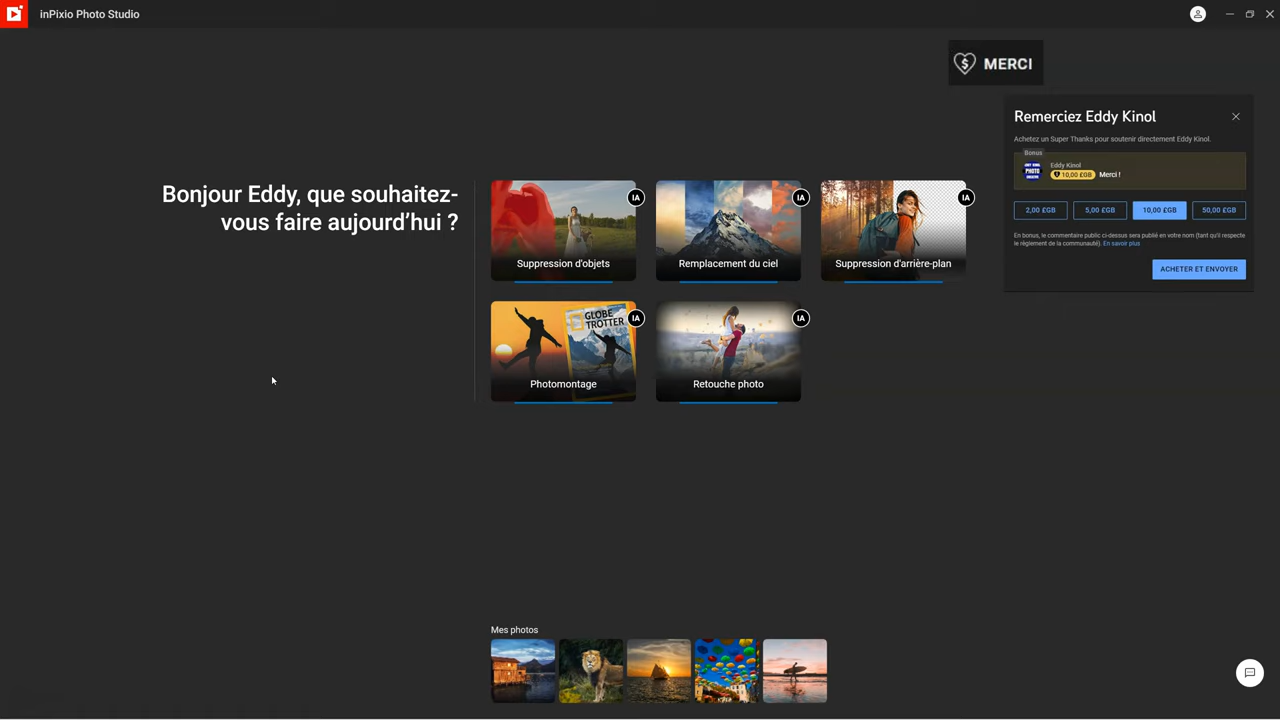 inPixio Photo Studio
MERCI
Remerciez Eddy Kinol
Achetez un Super Thanks pour soutenir directement Eddy Kinol.
Bonus
Eddy Kinol
10,00 £GB Merci !
2,00 £GB
5,00 £GB
10,00 £GB
50,00 £GB
En bonus, le commentaire public ci-dessus sera publié en votre nom (tant qu'il respecte
le règlement de la communauté). En savoir plus
ACHETER ET ENVOYER
Bonjour Eddy, que souhaitez-
vous faire aujourd'hui ?
IA
Suppression d'objets
IA
Remplacement du ciel
IA
Suppression d'arrière-plan
IA
GLOBE
TROTTER
Photomontage
IA
Retouche photo
Mes photos